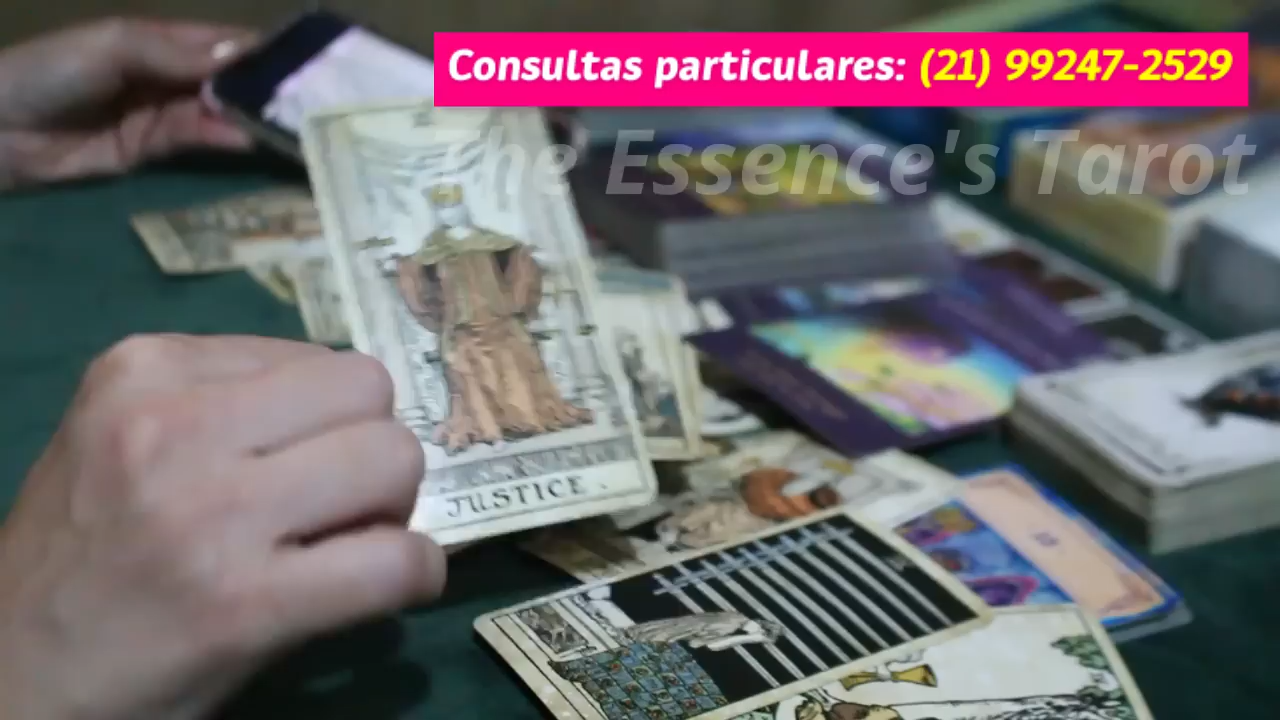 Consultas particulares: (21) 99247-2529
The Essence's Tarot
JUSTICE .